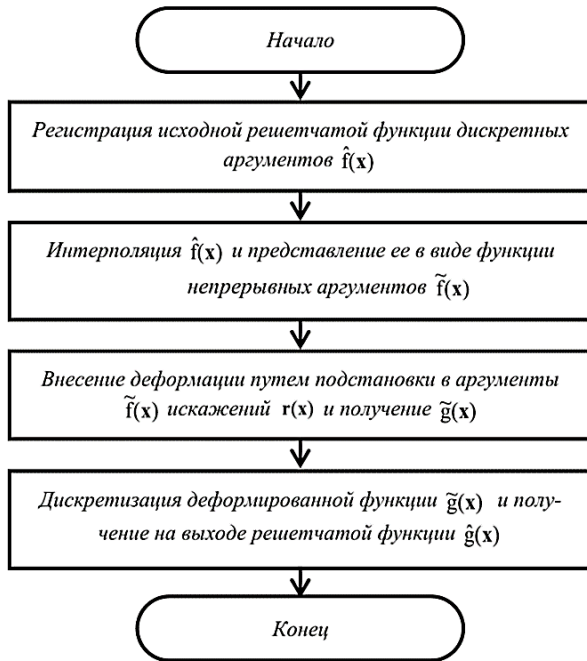 Начало
Регистрация исходной решетчатой функции дискретных
аргументов f̂(x)
Интерполяция f̂(x) и представление ее в виде функции
непрерывных аргументов f̃(x)
Внесение деформации путем подстановки в аргументы
f̃(x) искажений r(x) и получение g̃(x)
Дискретизация деформированной функции g̃(x) и полу-
чение на выходе решетчатой функции ĝ(x)
Конец